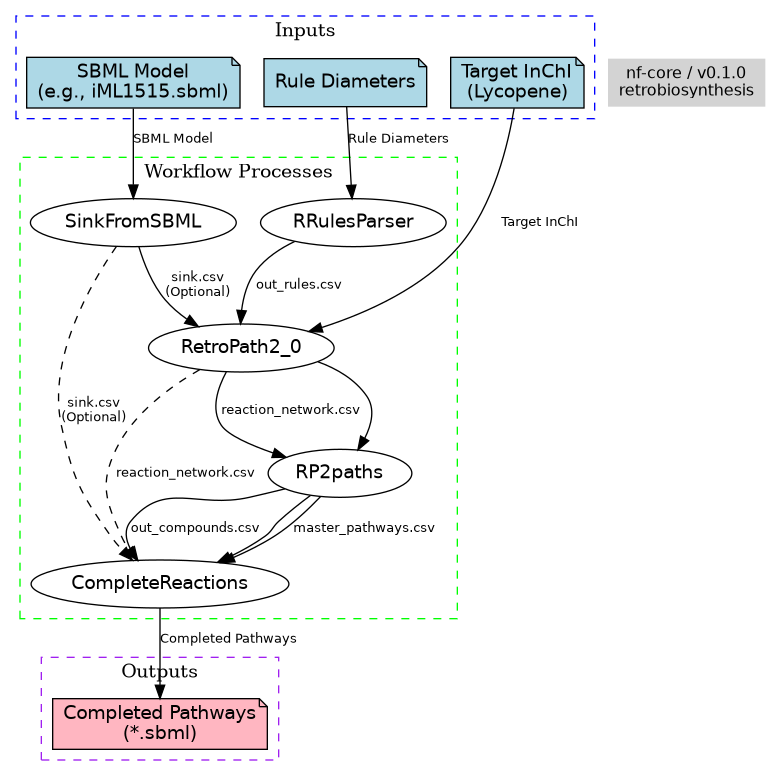 Inputs
SBML Model
(e.g., iML1515.sbml)
Rule Diameters
Target InChI
(Lycopene)
nf-core / v0.1.0
retrobiosynthesis
SBML Model
Rule Diameters
Workflow Processes
SinkFromSBML
RRulesParser
Target InChI
sink.csv
(Optional)
out_rules.csv
RetroPath2_0
sink.csv
(Optional)
reaction_network.csv
RP2paths
reaction_network.csv
out_compounds.csv
master_pathways.csv
CompleteReactions
Completed Pathways
Outputs
Completed Pathways
(*.sbml)